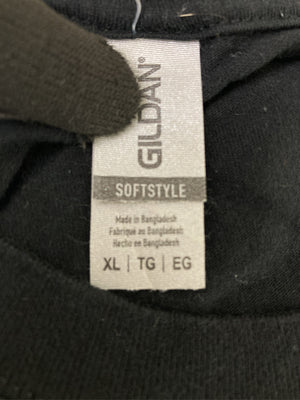 GILDAN®
SOFTSTYLE
Made in Bangladesh
Fabriqué au Bangladesh
Hecho en Bangladesh
XL | TG | EG